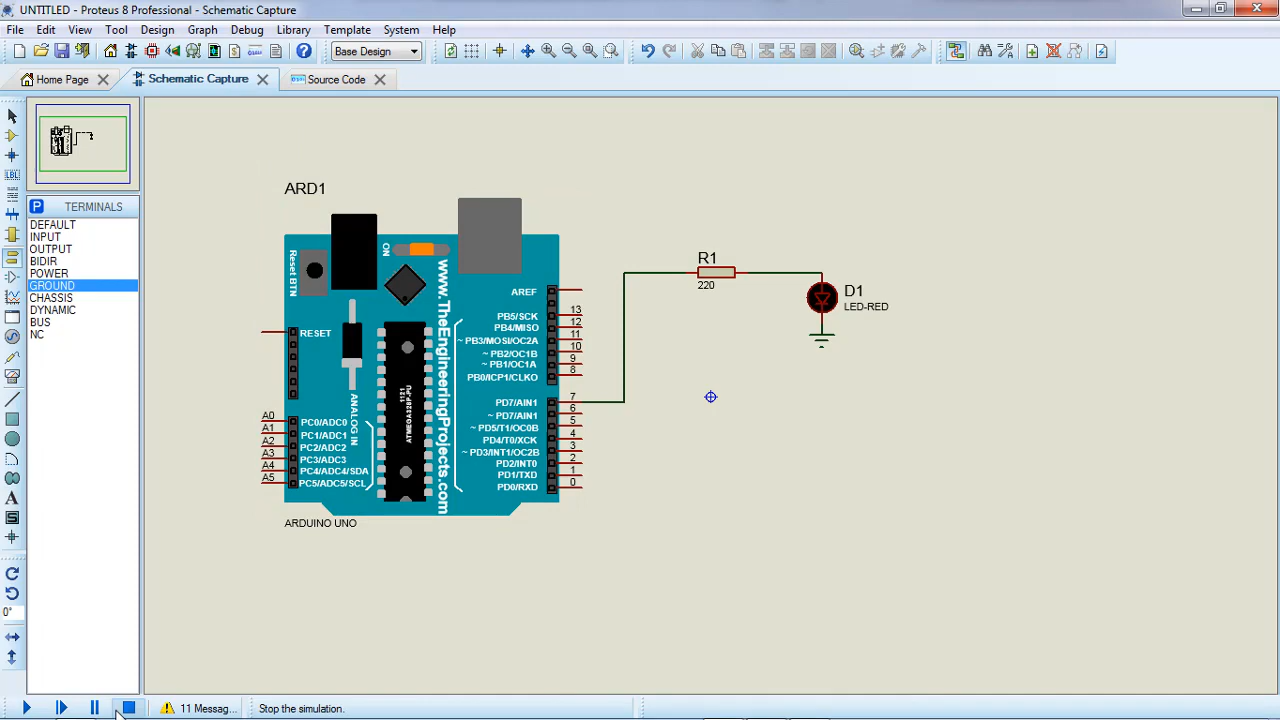 UNTITLED - Proteus 8 Professional - Schematic Capture
File Edit View Tool Design Graph Debug Library Template System Help
Base Design
Home Page
Schematic Capture
Source Code
P TERMINALS
DEFAULT
INPUT
OUTPUT
BIDIR
POWER
GROUND
CHASSIS
DYNAMIC
BUS
NC
LBL
A
S
0°
ARD1
Reset BTN
ON
www.TheEngineeringProjects.com
AREF
PB5/SCK 13
PB4/MISO 12
~ PB3/MOSI/OC2A 11
~ PB2/OC1B 10
~ PB1/OC1A 9
PB0/ICP1/CLKO 8
RESET
1121
ATMEGA328P-PU
ANALOG IN
PD7/AIN1 7
~ PD7/AIN1 6
~ PD5/T1/OC0B 5
PD4/T0/XCK 4
~ PD3/INT1/OC2B 3
PD2/INT0 2
PD1/TXD 1
PD0/RXD 0
A0 PC0/ADC0
A1 PC1/ADC1
A2 PC2/ADC2
A3 PC3/ADC3
A4 PC4/ADC4/SDA
A5 PC5/ADC5/SCL
ARDUINO UNO
R1
220
D1
LED-RED
11 Messag...
Stop the simulation.